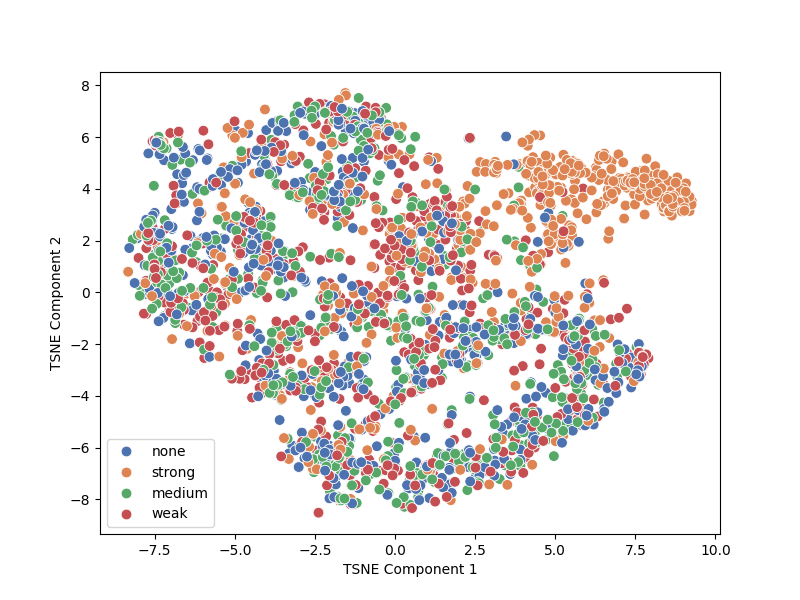 8
6
4
2
0
−2
−4
−6
−8
TSNE Component 2
none
strong
medium
weak
−7.5 −5.0 −2.5 0.0 2.5 5.0 7.5 10.0
TSNE Component 1